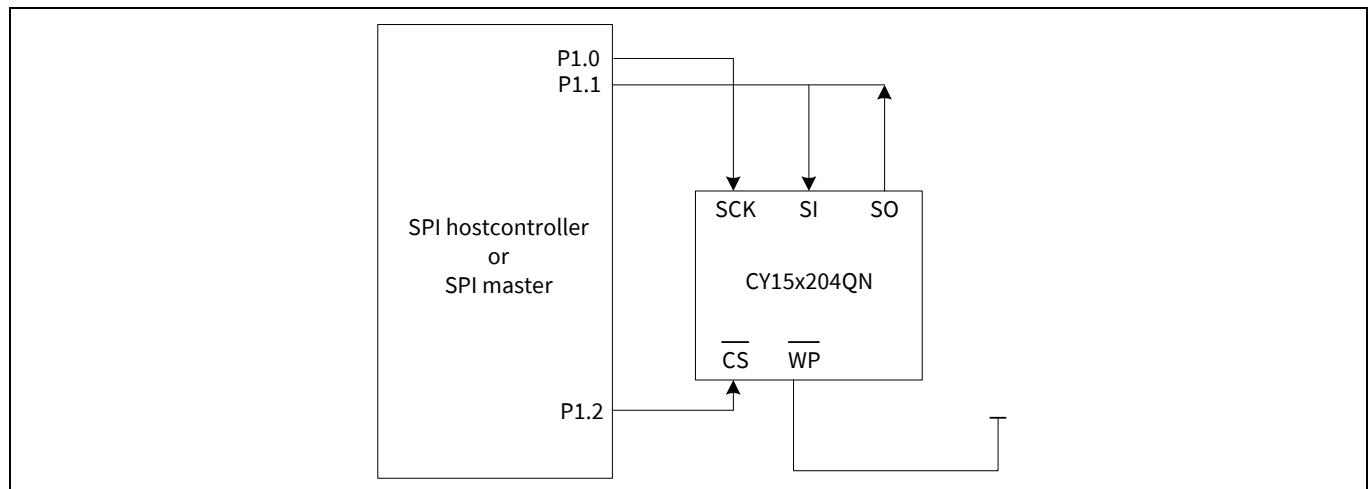 P1.0
P1.1
SCK SI SO
SPI hostcontroller
or
SPI master
CY15x204QN
CS WP
P1.2